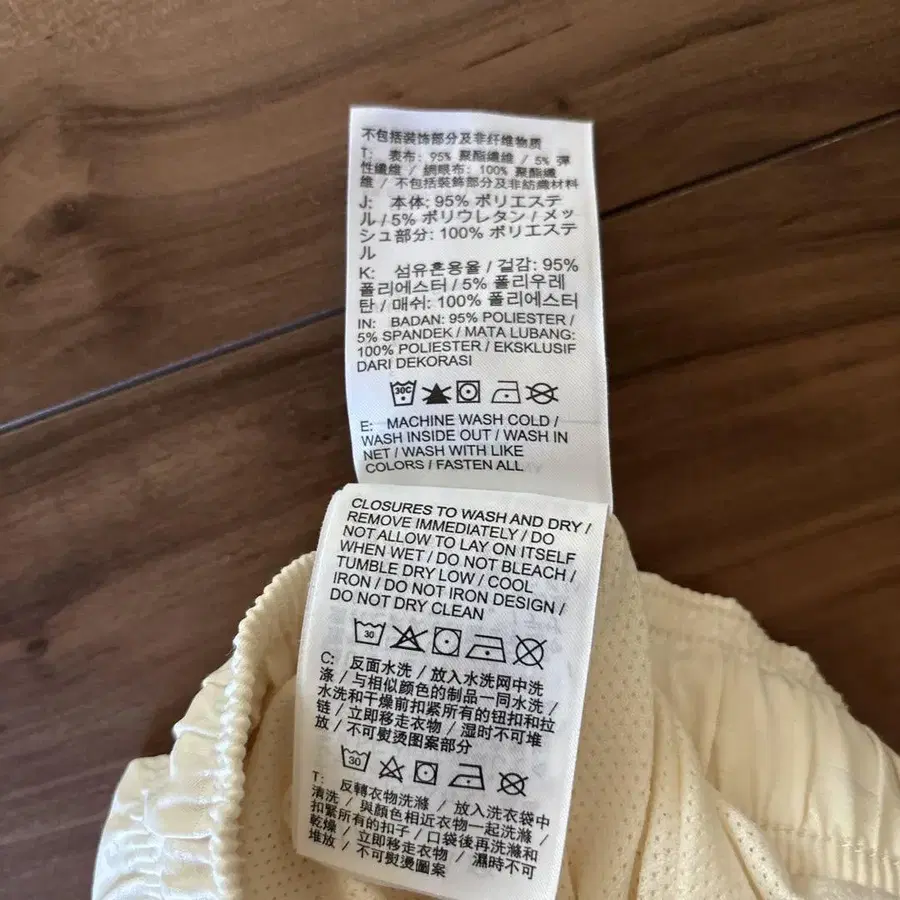 不包括装饰部分及非纤维物质
T: 表布: 95% 聚酯纖維 / 5% 彈
性纖維 / 網眼布: 100% 聚酯纖
維 / 不包括裝飾部分及非紡織材料
J: 本体: 95% ポリエステ
ル / 5% ポリウレタン / メッ
シュ部分: 100% ポリエステ
ル
K: 섬유혼용율 / 겉감: 95%
폴리에스터 / 5% 폴리우레
탄 / 매쉬: 100% 폴리에스터
IN: BADAN: 95% POLIESTER /
5% SPANDEK / MATA LUBANG:
100% POLIESTER / EKSKLUSIF
DARI DEKORASI
30C
E: MACHINE WASH COLD /
WASH INSIDE OUT / WASH IN
NET / WASH WITH LIKE
COLORS / FASTEN ALL
CLOSURES TO WASH AND DRY /
REMOVE IMMEDIATELY / DO
NOT ALLOW TO LAY ON ITSELF
WHEN WET / DO NOT BLEACH /
TUMBLE DRY LOW / COOL
IRON / DO NOT IRON DESIGN /
DO NOT DRY CLEAN
30
C: 反面水洗 / 放入水洗网中洗
涤 / 与相似颜色的制品一同水洗 /
水洗和干燥前扣紧所有的钮扣和拉
链 / 立即移走衣物 / 湿时不可堆
放 / 不可熨烫图案部分
30
T: 反轉衣物洗滌 / 放入洗衣袋中
清洗 / 與顏色相近衣物一起洗滌 /
扣緊所有的扣子 / 口袋後再洗滌和
乾燥 / 立即移走衣物 / 濕時不可
堆放 / 不可熨燙圖案